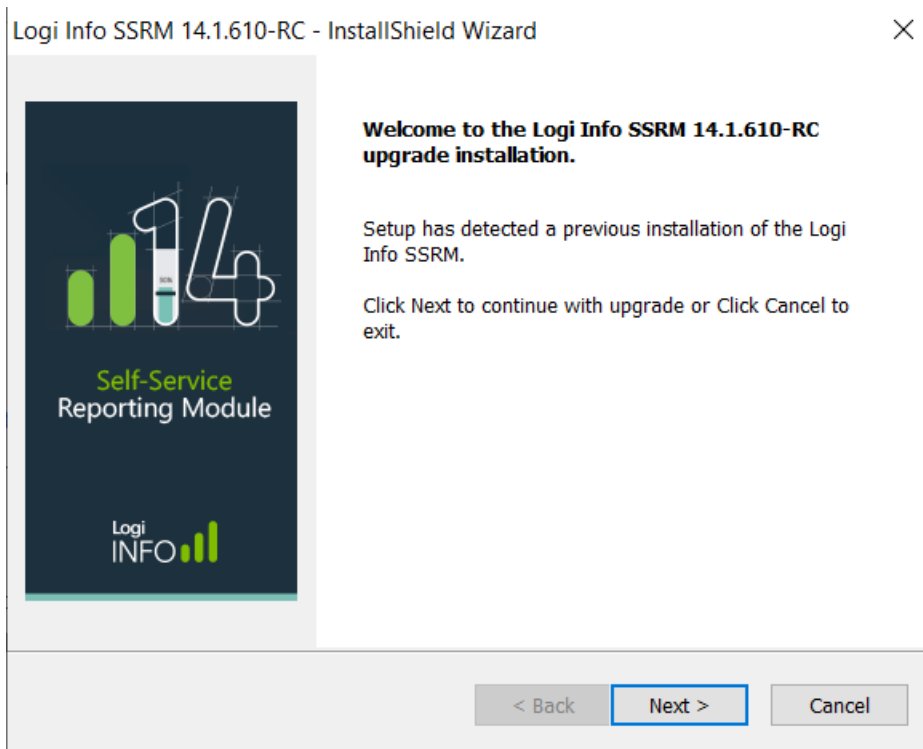 Logi Info SSRM 14.1.610-RC - InstallShield Wizard
Welcome to the Logi Info SSRM 14.1.610-RC
upgrade installation.
Setup has detected a previous installation of the Logi
Info SSRM.
Click Next to continue with upgrade or Click Cancel to
exit.
14
Self-Service
Reporting Module
Logi
INFO
< Back
Next >
Cancel